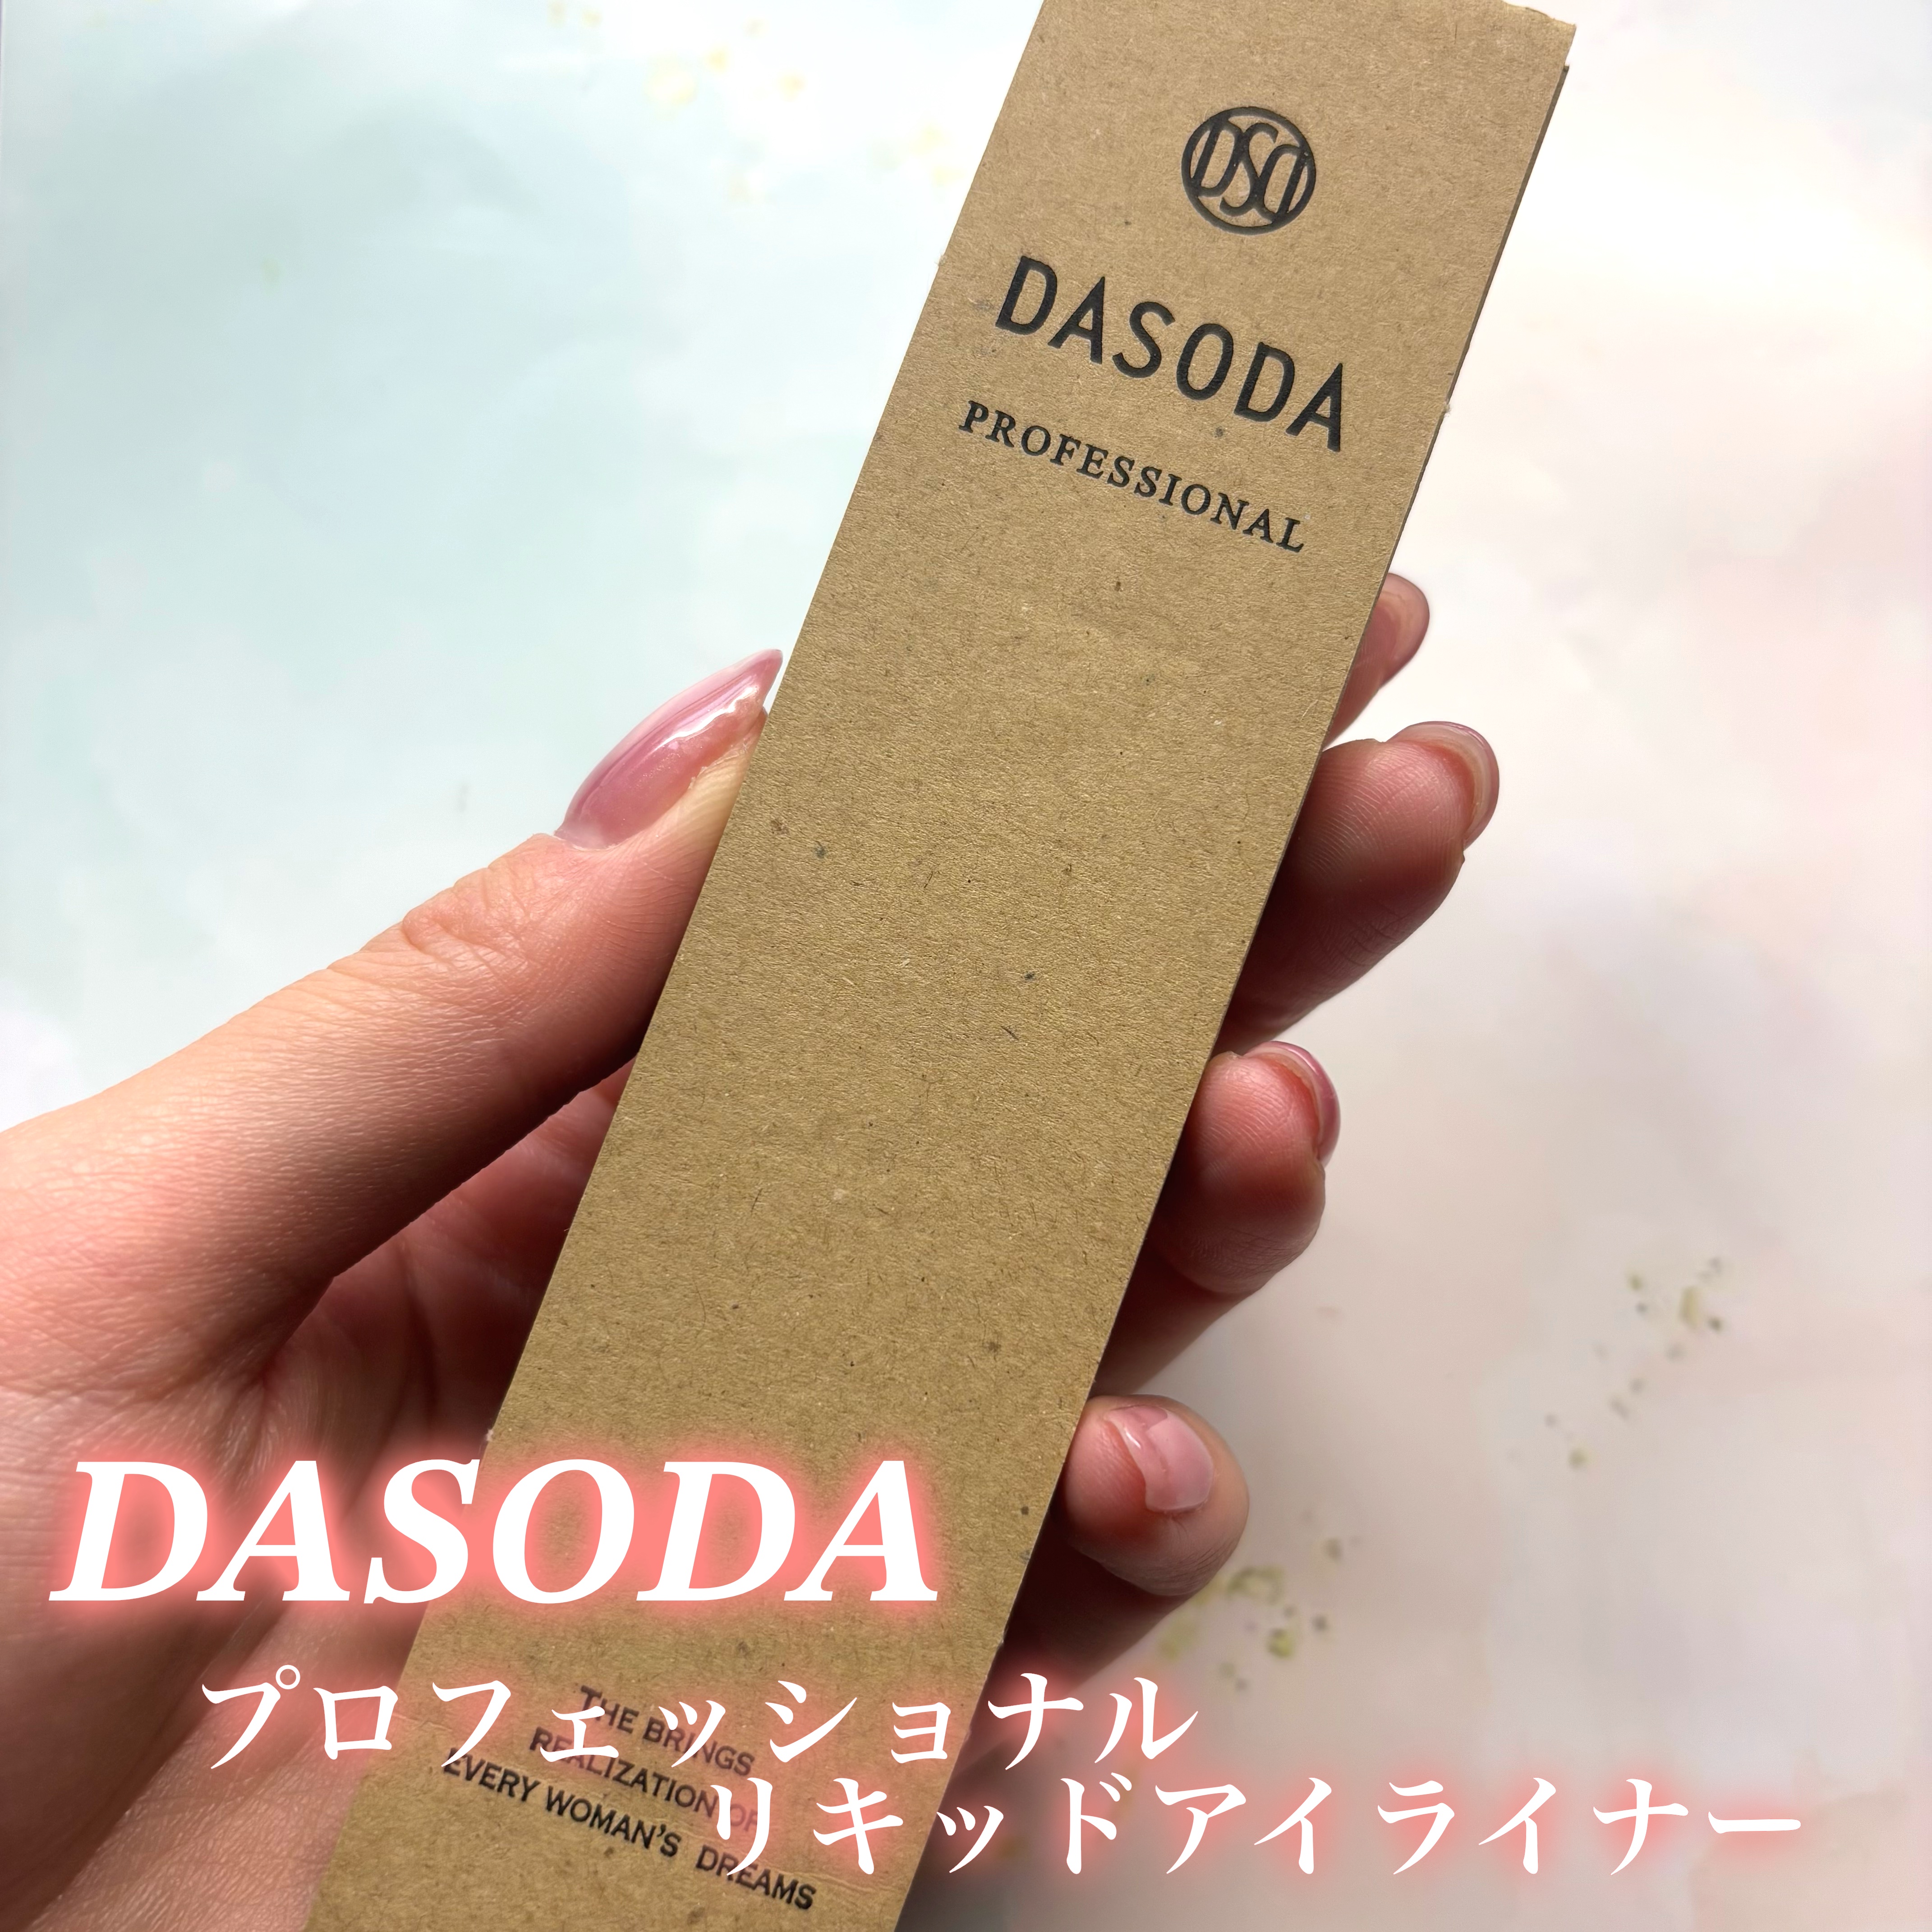 DSD
DASODA
PROFESSIONAL
DASODA
プロフェッショナル
リキッドアイライナー
THE BRINGS
REALIZATION OF
EVERY WOMAN'S DREAMS